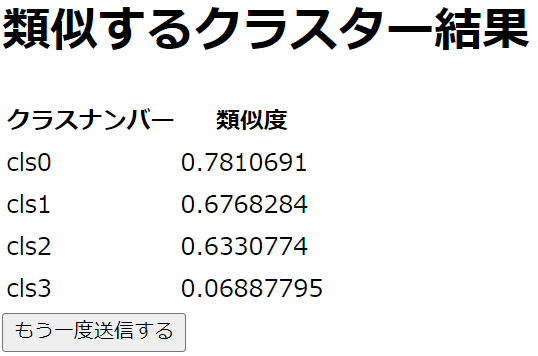 類似するクラスター結果
クラスナンバー 類似度
cls0 0.7810691
cls1 0.6768284
cls2 0.6330774
cls3 0.06887795
もう一度送信する